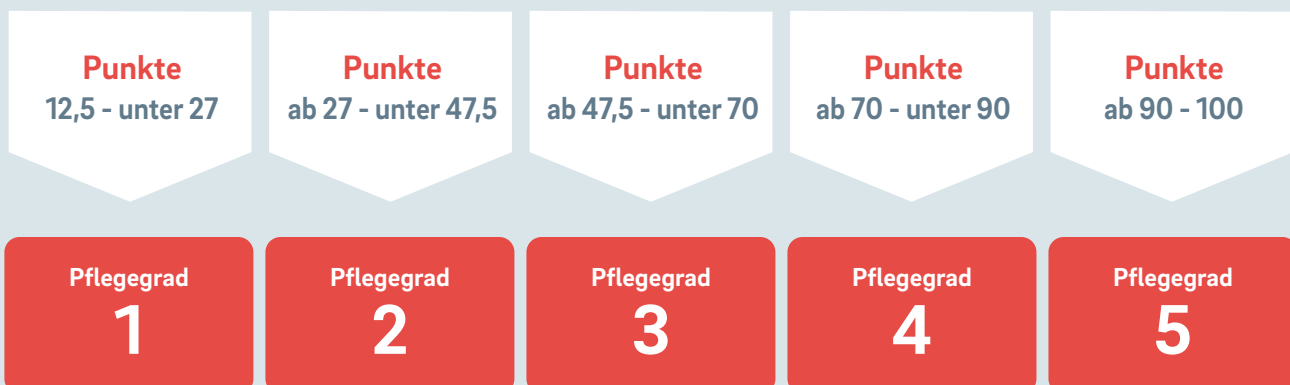 Punkte
12,5 - unter 27
Punkte
ab 27 - unter 47,5
Punkte
ab 47,5 - unter 70
Punkte
ab 70 - unter 90
Punkte
ab 90 - 100
Pflegegrad
1
Pflegegrad
2
Pflegegrad
3
Pflegegrad
4
Pflegegrad
5